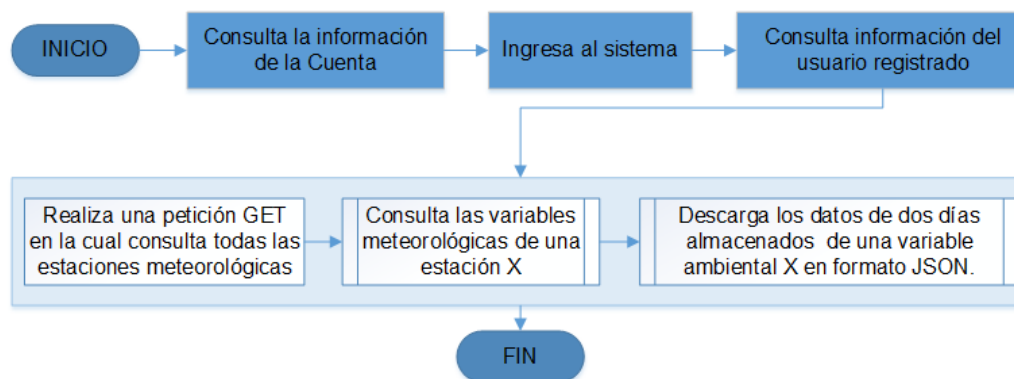 INICIO
Consulta la información
de la Cuenta
Ingresa al sistema
Consulta información del
usuario registrado
Realiza una petición GET
en la cual consulta todas las
estaciones meteorológicas
Consulta las variables
meteorológicas de una
estación X
Descarga los datos de dos días
almacenados de una variable
ambiental X en formato JSON.
FIN